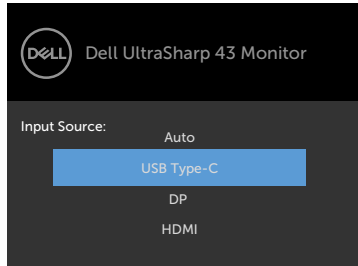 DELL
Dell UltraSharp 43 Monitor
Input Source:
Auto
USB Type-C
DP
HDMI